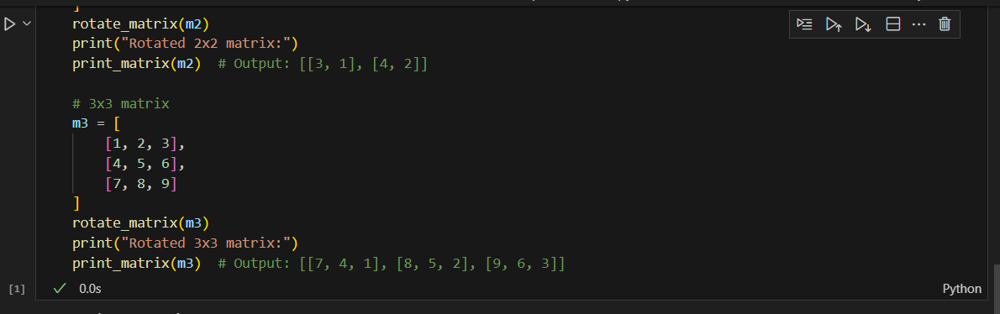 ]
rotate_matrix(m2)
print("Rotated 2x2 matrix:")
print_matrix(m2)  # Output: [[3, 1], [4, 2]]
# 3x3 matrix
m3 = [
    [1, 2, 3],
    [4, 5, 6],
    [7, 8, 9]
]
rotate_matrix(m3)
print("Rotated 3x3 matrix:")
print_matrix(m3)  # Output: [[7, 4, 1], [8, 5, 2], [9, 6, 3]]
[1] 0.0s Python